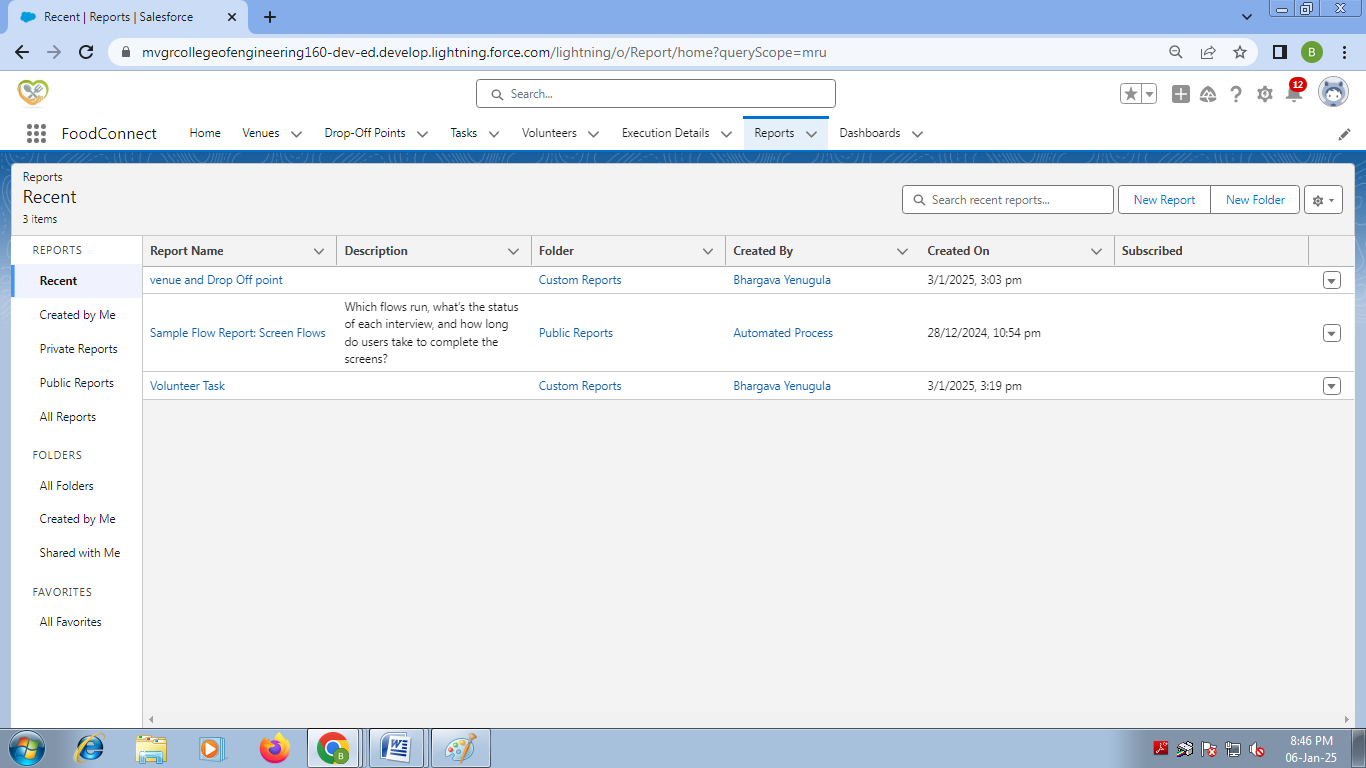 Recent | Reports | Salesforce
mvgrcollegeofengineering160-dev-ed.develop.lightning.force.com/lightning/o/Report/home?queryScope=mru
B
Search...
12
FoodConnect
Home
Venues
Drop-Off Points
Tasks
Volunteers
Execution Details
Reports
Dashboards
Reports
Recent
3 items
Search recent reports...
New Report
New Folder
REPORTS
Recent
Created by Me
Private Reports
Public Reports
All Reports
FOLDERS
All Folders
Created by Me
Shared with Me
FAVORITES
All Favorites
Report Name
Description
Folder
Created By
Created On
Subscribed
venue and Drop Off point
Custom Reports
Bhargava Yenugula
3/1/2025, 3:03 pm
Sample Flow Report: Screen Flows
Which flows run, what's the status
of each interview, and how long
do users take to complete the
screens?
Public Reports
Automated Process
28/12/2024, 10:54 pm
Volunteer Task
Custom Reports
Bhargava Yenugula
3/1/2025, 3:19 pm
B
8:46 PM
06-Jan-25